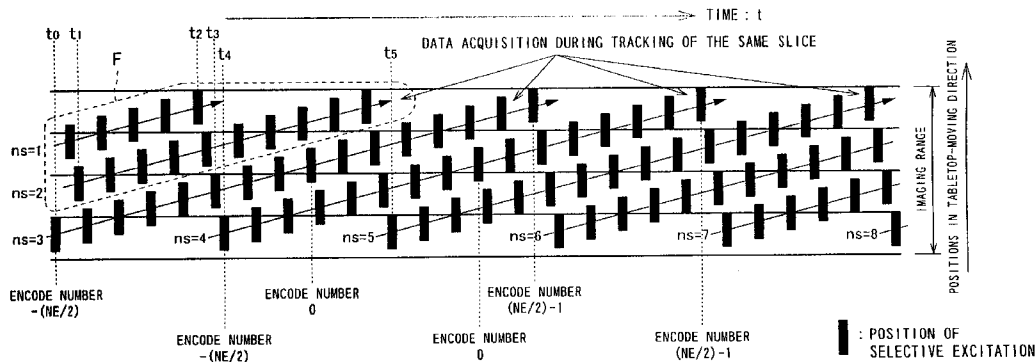 t0 t1 t2 t3 t4 t5
TIME : t
F
DATA ACQUISITION DURING TRACKING OF THE SAME SLICE
ns=1
ns=2
ns=3
ns=4
ns=5
ns=6
ns=7
ns=8
IMAGING RANGE
POSITIONS IN TABLETOP-MOVING DIRECTION
ENCODE NUMBER
-(NE/2)
ENCODE NUMBER
0
ENCODE NUMBER
(NE/2)-1
ENCODE NUMBER
-(NE/2)
ENCODE NUMBER
0
ENCODE NUMBER
(NE/2)-1
: POSITION OF
SELECTIVE EXCITATION